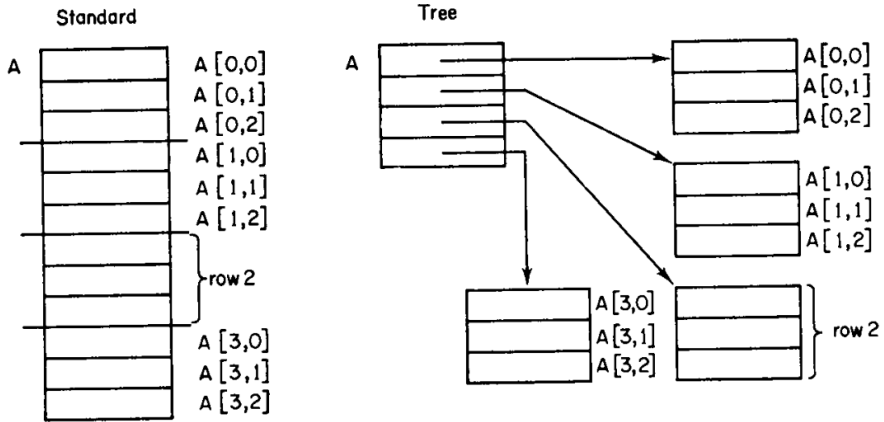 Standard
A
A[0,0]
A[0,1]
A[0,2]
A[1,0]
A[1,1]
A[1,2]
row 2
A[3,0]
A[3,1]
A[3,2]
Tree
A
A[0,0]
A[0,1]
A[0,2]
A[1,0]
A[1,1]
A[1,2]
A[3,0]
A[3,1]
A[3,2]
row 2